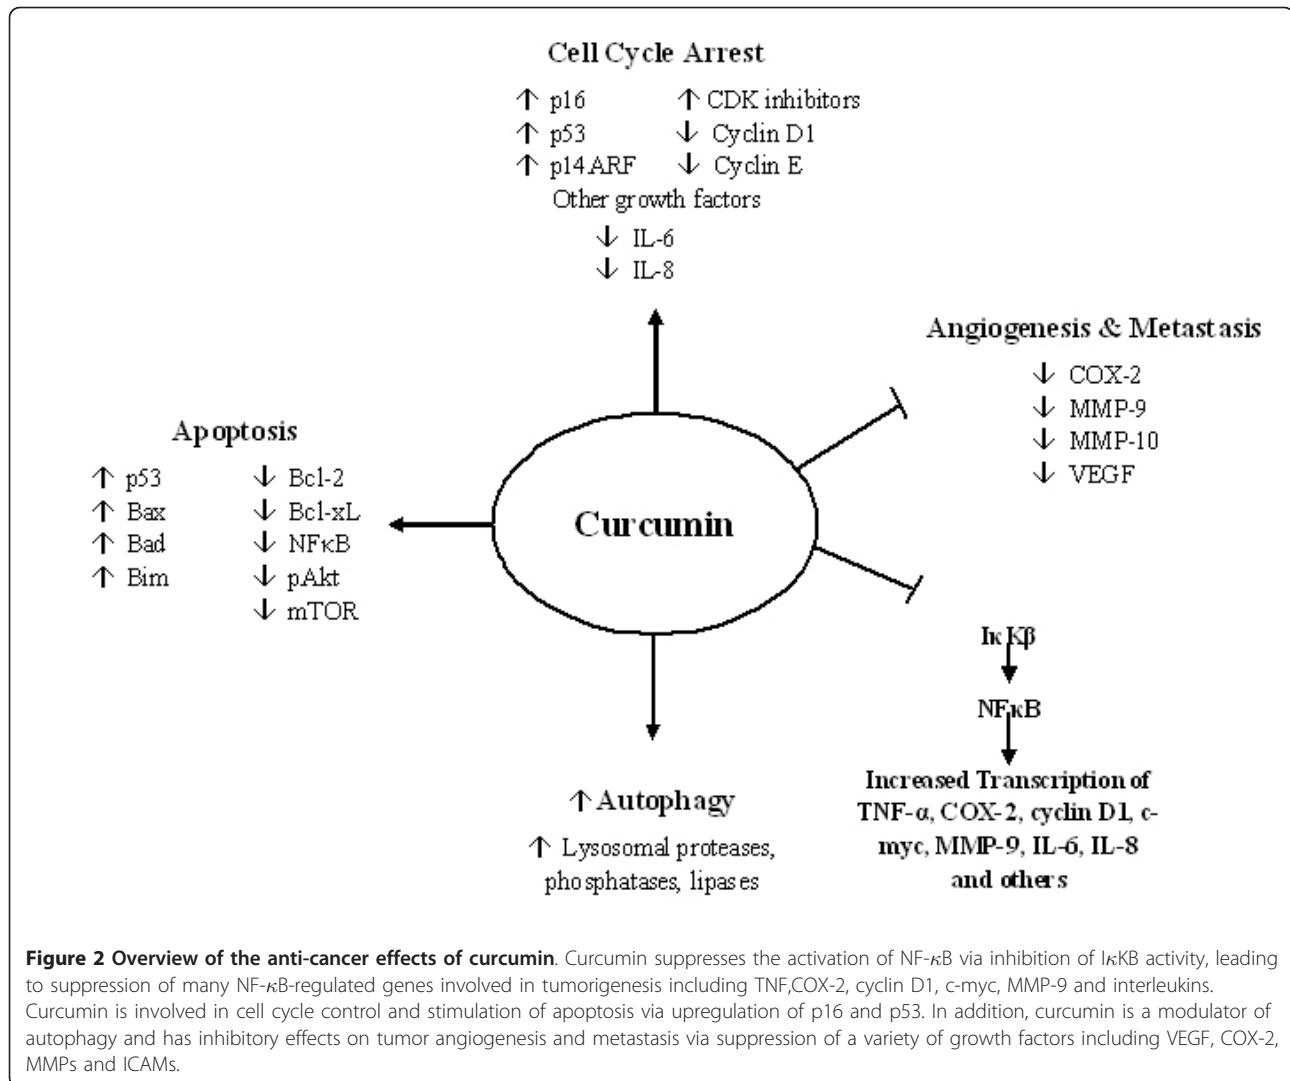 Cell Cycle Arrest
↑ p16 ↑ CDK inhibitors
↑ p53 ↓ Cyclin D1
↑ p14ARF ↓ Cyclin E
Other growth factors
↓ IL-6
↓ IL-8
Angiogenesis & Metastasis
↓ COX-2
↓ MMP-9
↓ MMP-10
↓ VEGF
Apoptosis
↑ p53 ↓ Bcl-2
↑ Bax ↓ Bcl-xL
↑ Bad ↓ NFκB
↑ Bim ↓ pAkt
↓ mTOR
Curcumin
IκKβ
NFκB
Increased Transcription of
TNF-α, COX-2, cyclin D1, c-
myc, MMP-9, IL-6, IL-8
and others
↑ Autophagy
↑ Lysosomal proteases,
phosphatases, lipases
Figure 2 Overview of the anti-cancer effects of curcumin. Curcumin suppresses the activation of NF-κB via inhibition of IκKB activity, leading
to suppression of many NF-κB-regulated genes involved in tumorigenesis including TNF,COX-2, cyclin D1, c-myc, MMP-9 and interleukins.
Curcumin is involved in cell cycle control and stimulation of apoptosis via upregulation of p16 and p53. In addition, curcumin is a modulator of
autophagy and has inhibitory effects on tumor angiogenesis and metastasis via suppression of a variety of growth factors including VEGF, COX-2,
MMPs and ICAMs.